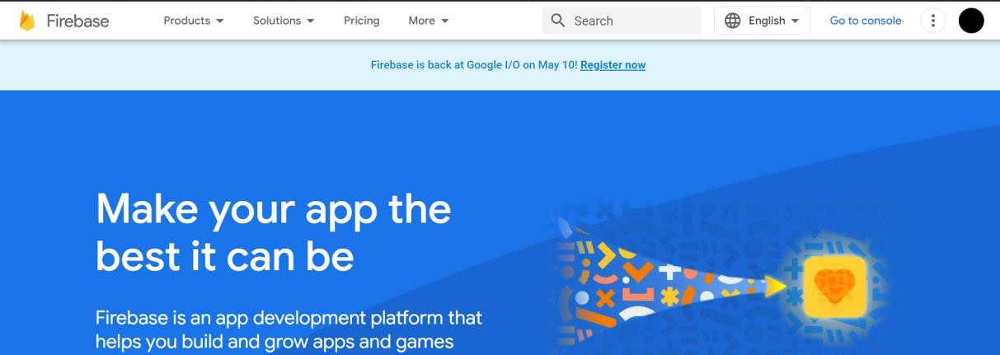 Firebase Products Solutions Pricing More Search English Go to console
Firebase is back at Google I/O on May 10! Register now
Make your app the
best it can be
Firebase is an app development platform that
helps you build and grow apps and games